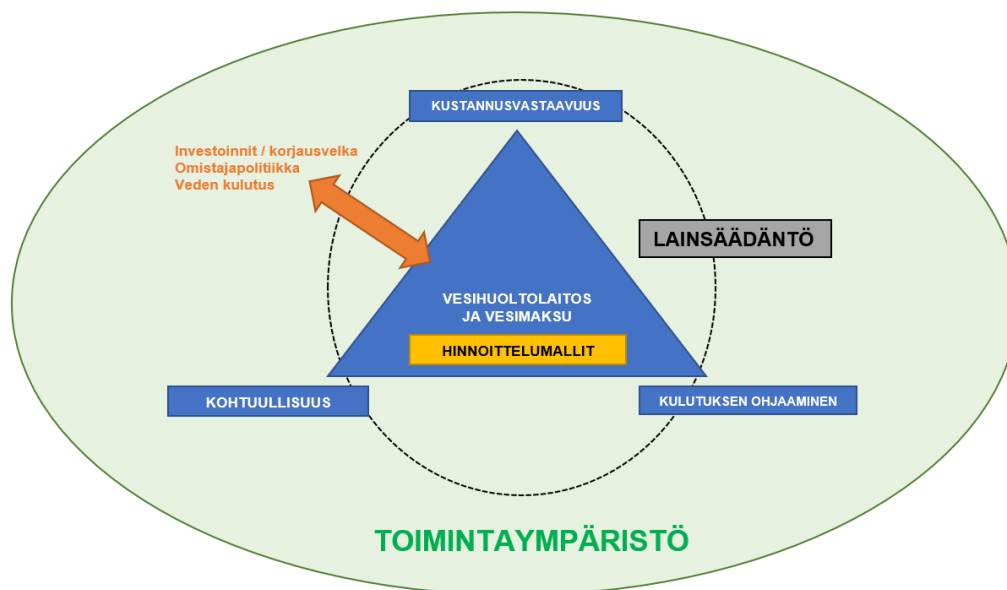 KUSTANNUSVASTAAVUUS
Investoinnit / korjausvelka
Omistajapolitiikka
Veden kulutus
LAINSÄÄDÄNTÖ
VESIHUOLTOLAITOS
JA VESIMAKSU
HINNOITTELUMALLIT
KOHTUULLISUUS
KULUTUKSEN OHJAAMINEN
TOIMINTAYMPÄRISTÖ